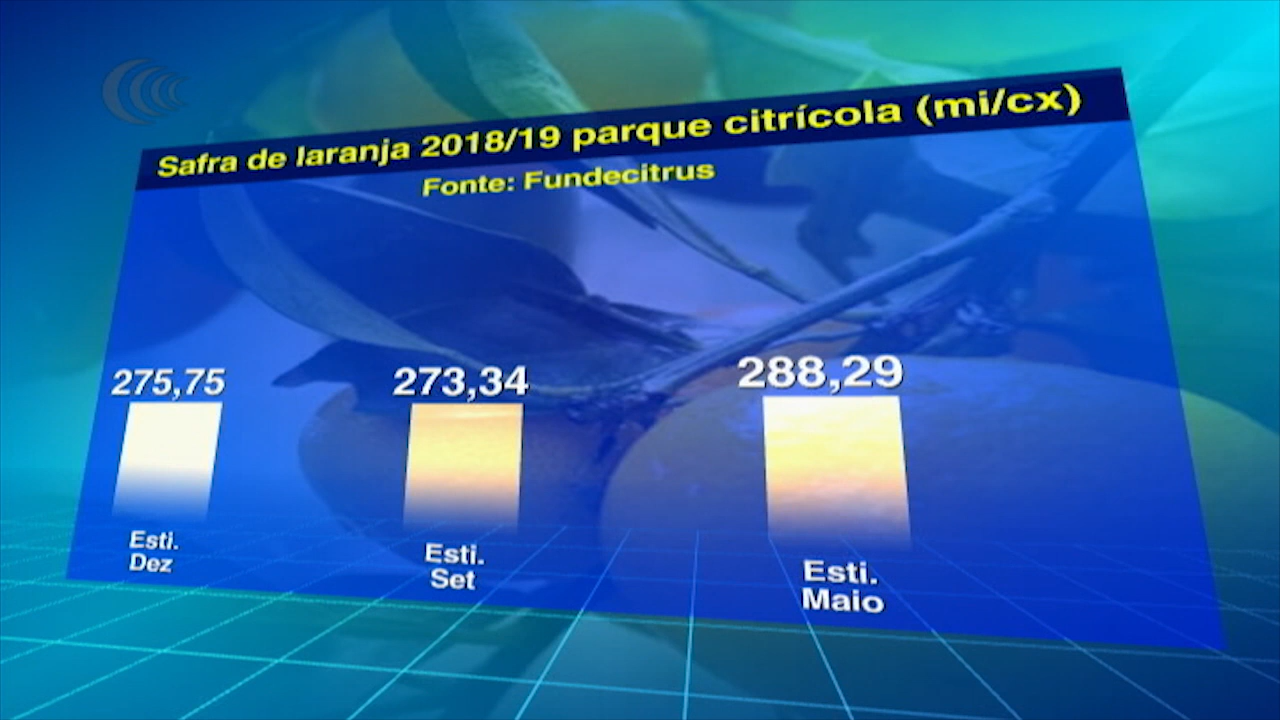 Safra de laranja 2018/19 parque citrícola (mi/cx)
Fonte: Fundecitrus
275,75
273,34
288,29
Esti.
Dez
Esti.
Set
Esti.
Maio